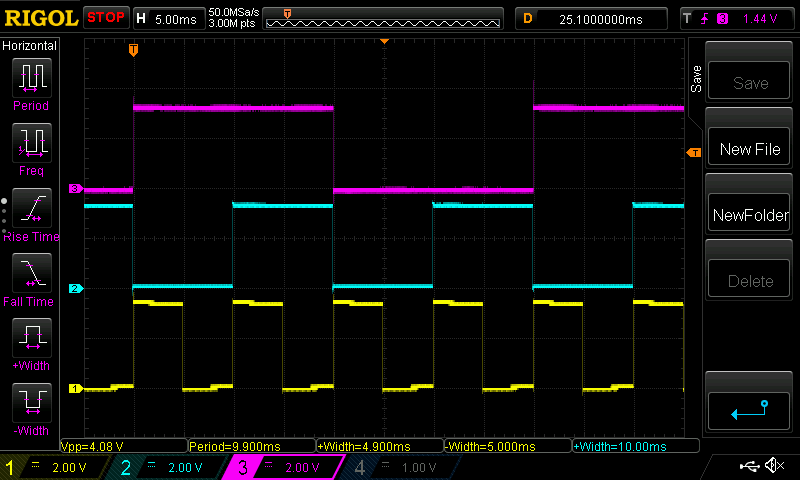 RIGOL STOP H 5.00ms 50.0MSa/s 3.00M pts T D 25.1000000ms T 3 1.44 V
Horizontal
Period
Freq
Rise Time
Fall Time
+Width
-Width
T
3
2
1
T
Save
Save
New File
NewFolder
Delete
Vpp=4.08 V Period=9.900ms +Width=4.900ms -Width=5.000ms +Width=10.00ms
1 2.00 V 2 2.00 V 3 2.00 V 4 1.00 V